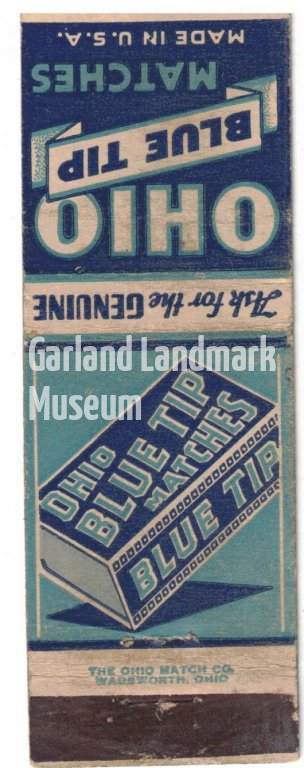 MADE IN U.S.A.
MATCHES
BLUE TIP
OHIO
Ask for the GENUINE
Garland Landmark
Museum
OHIO
BLUE TIP
MATCHES
BLUE TIP
THE OHIO MATCH CO.
WADSWORTH, OHIO